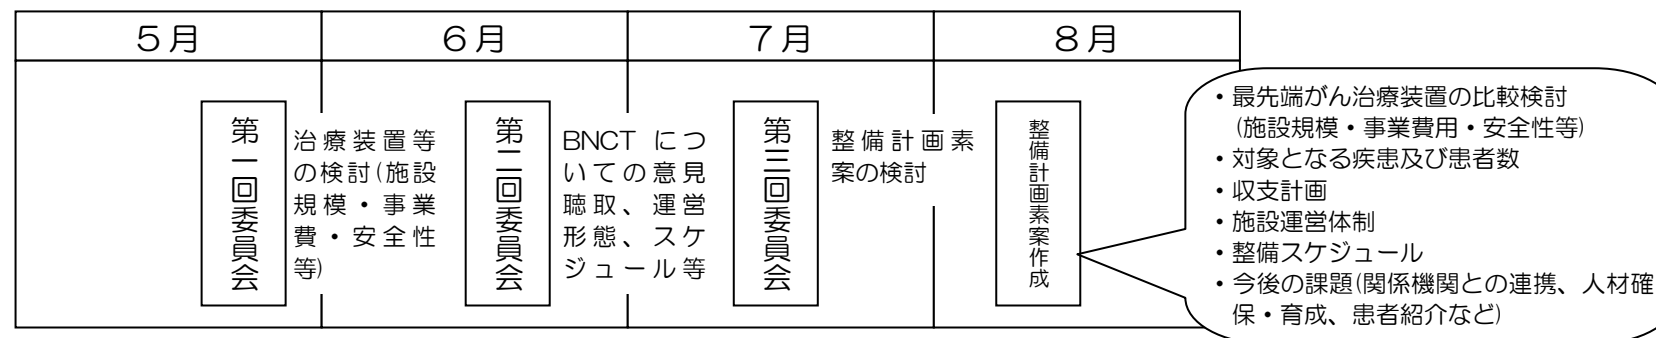 5月
6月
7月
8月
第一回委員会
治療装置等
の検討(施設
規模・事業
費・安全性
等)
第二回委員会
BNCT につ
いての意見
聴取、運営
形態、スケ
ジュール等
第三回委員会
整備計画素
案の検討
整備計画素案作成
・最先端がん治療装置の比較検討
(施設規模・事業費用・安全性等)
・対象となる疾患及び患者数
・収支計画
・施設運営体制
・整備スケジュール
・今後の課題(関係機関との連携、人材確
保・育成、患者紹介など)